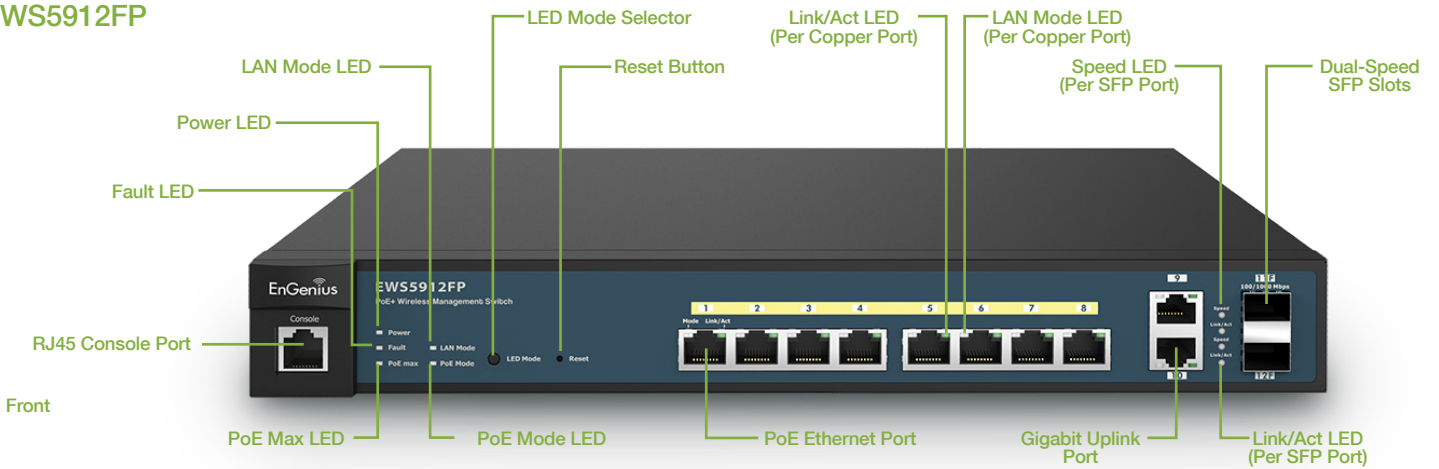 WS5912FP
LED Mode Selector
Link/Act LED
(Per Copper Port)
LAN Mode LED
(Per Copper Port)
LAN Mode LED
Reset Button
Speed LED
(Per SFP Port)
Dual-Speed
SFP Slots
Power LED
Fault LED
EnGenius
Console
EWS5912FP
PoE+ Wireless Management Switch
Power
Fault
LAN Mode
PoE max
PoE Mode
LED Mode
Reset
1 2 3 4 5 6 7 8
Mode Link/Act
9
10
Speed
Link/Act
Speed
Link/Act
11F
100/1000 Mbps
12F
RJ45 Console Port
Front
PoE Max LED
PoE Mode LED
PoE Ethernet Port
Gigabit Uplink
Port
Link/Act LED
(Per SFP Port)